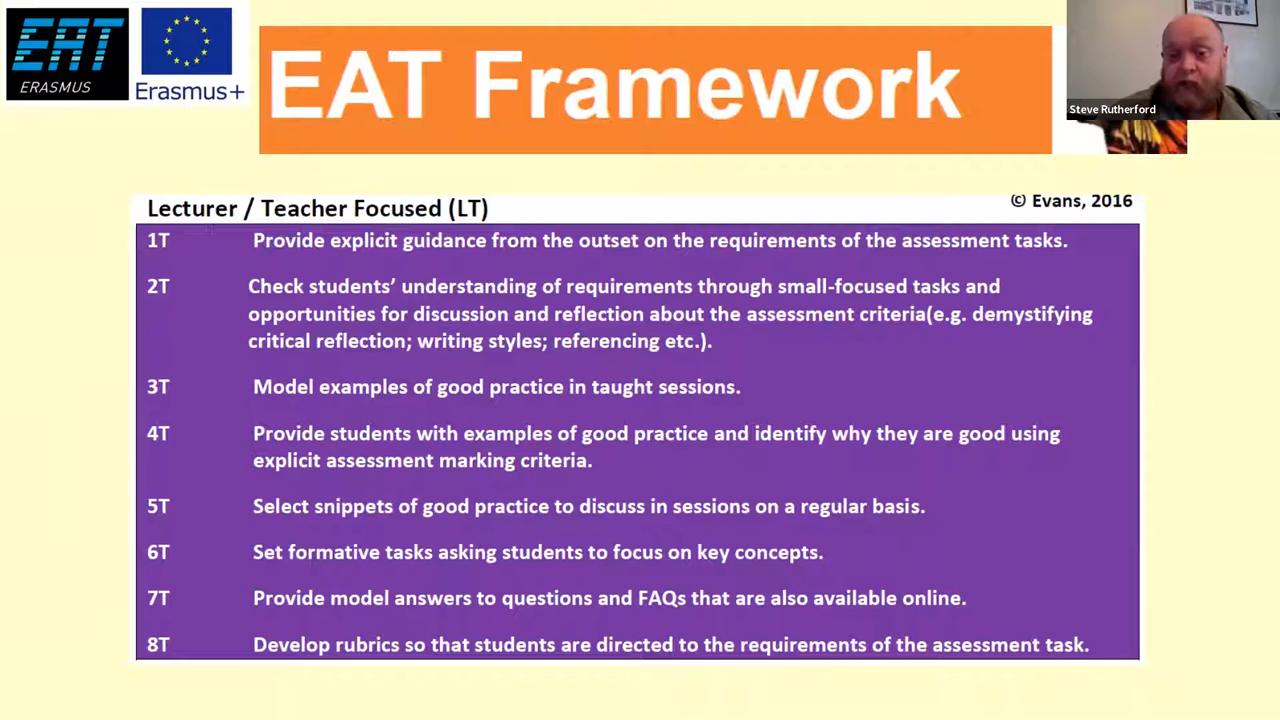 EAT
ERASMUS
Erasmus+
EAT Framework
Steve Rutherford
Lecturer / Teacher Focused (LT)
© Evans, 2016
1T Provide explicit guidance from the outset on the requirements of the assessment tasks.
2T Check students’ understanding of requirements through small-focused tasks and
opportunities for discussion and reflection about the assessment criteria(e.g. demystifying
critical reflection; writing styles; referencing etc.).
3T Model examples of good practice in taught sessions.
4T Provide students with examples of good practice and identify why they are good using
explicit assessment marking criteria.
5T Select snippets of good practice to discuss in sessions on a regular basis.
6T Set formative tasks asking students to focus on key concepts.
7T Provide model answers to questions and FAQs that are also available online.
8T Develop rubrics so that students are directed to the requirements of the assessment task.